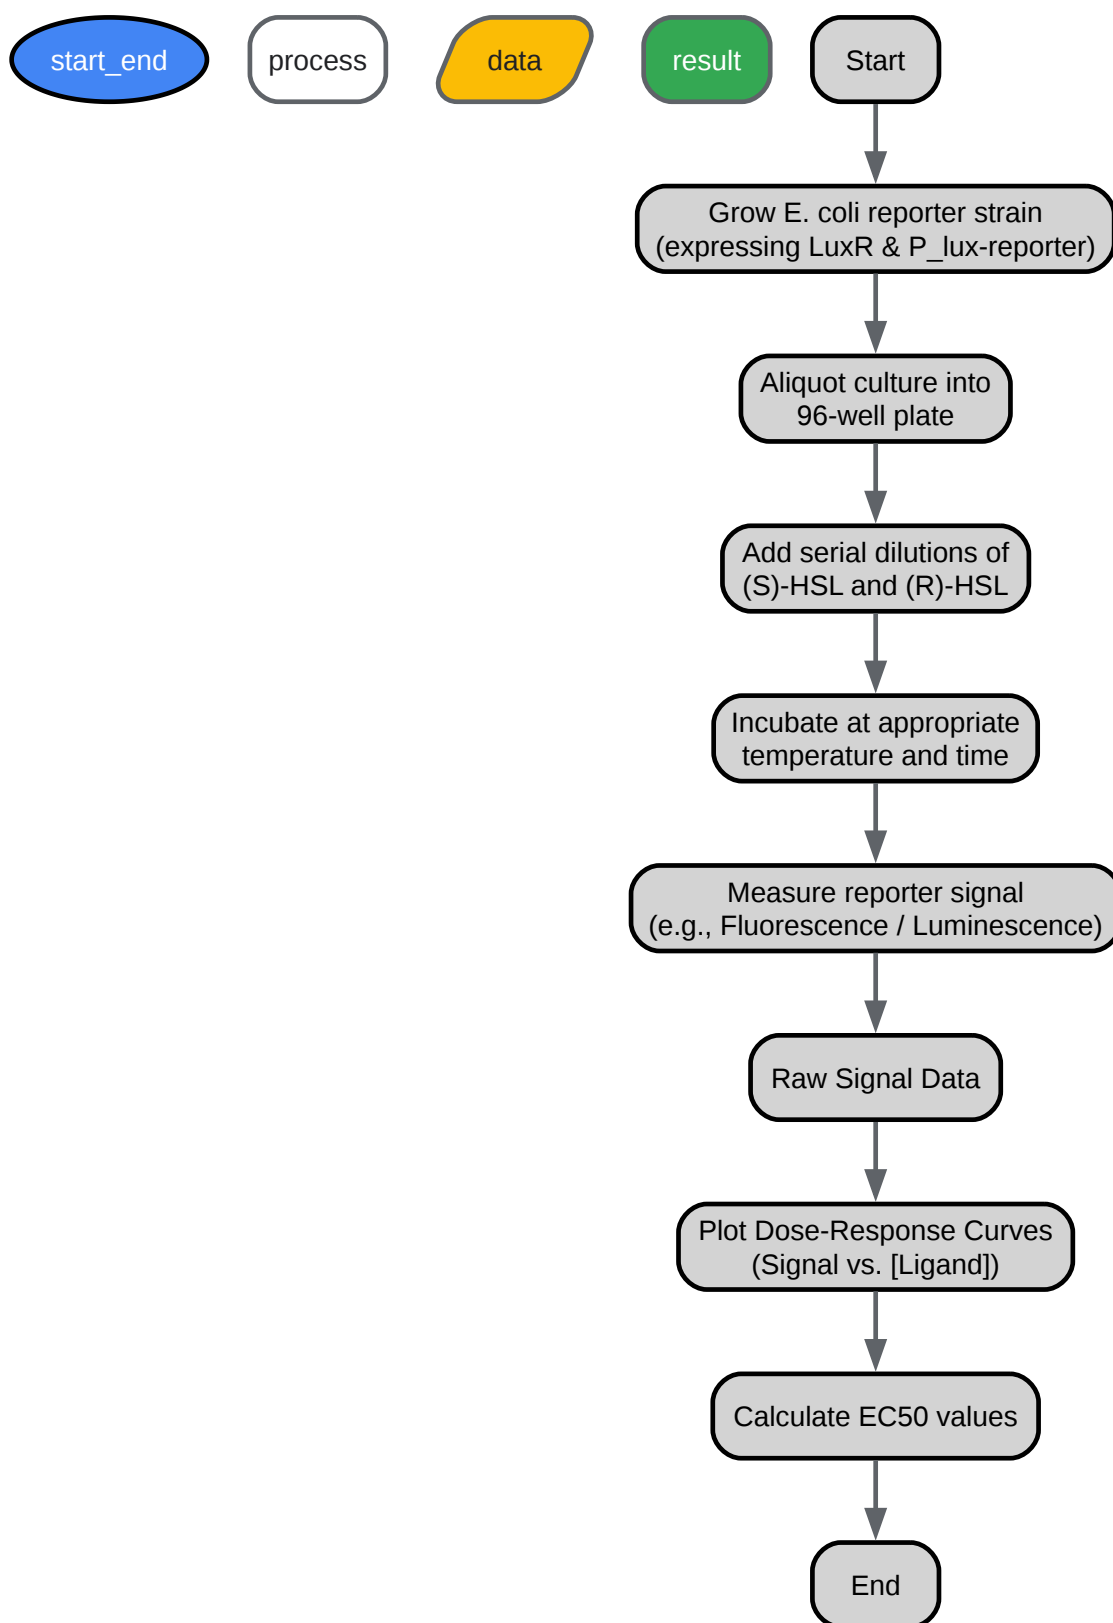 start_end
process
data
result
Start
Grow E. coli reporter strain
(expressing LuxR & P_lux-reporter)
Aliquot culture into
96-well plate
Add serial dilutions of
(S)-HSL and (R)-HSL
Incubate at appropriate
temperature and time
Measure reporter signal
(e.g., Fluorescence / Luminescence)
Raw Signal Data
Plot Dose-Response Curves
(Signal vs. [Ligand])
Calculate EC50 values
End